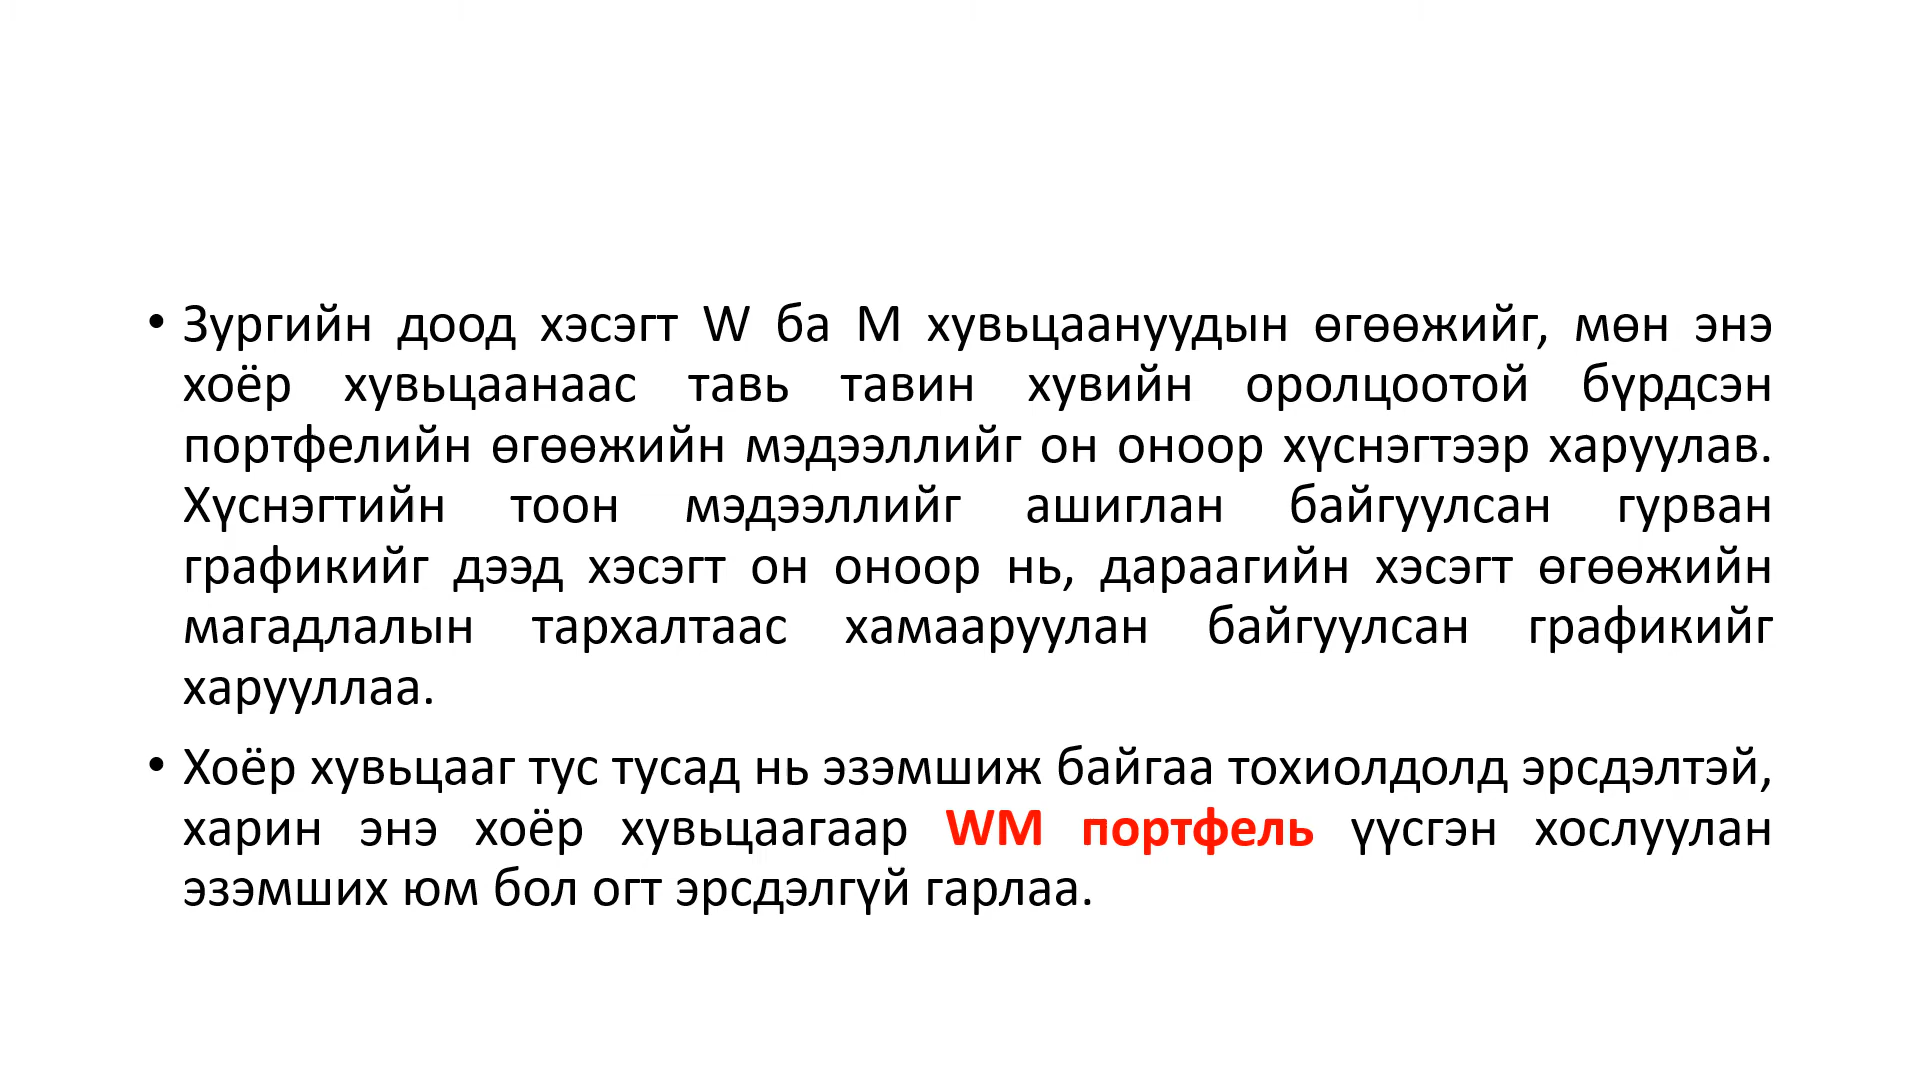 • Зургийн доод хэсэгт W ба M хувьцаануудын өгөөжийг, мөн энэ
хоёр хувьцаанаас тавь тавин хувийн оролцоотой бүрдсэн
портфелийн өгөөжийн мэдээллийг он оноор хүснэгтээр харуулав.
Хүснэгтийн тоон мэдээллийг ашиглан байгуулсан гурван
графикийг дээд хэсэгт он оноор нь, дараагийн хэсэгт өгөөжийн
магадлалын тархалтаас хамааруулан байгуулсан графикийг
харууллаа.
• Хоёр хувьцааг тус тусад нь эзэмшиж байгаа тохиолдолд эрсдэлтэй,
харин энэ хоёр хувьцаагаар WM портфель үүсгэн хослуулан
эзэмших юм бол огт эрсдэлгүй гарлаа.